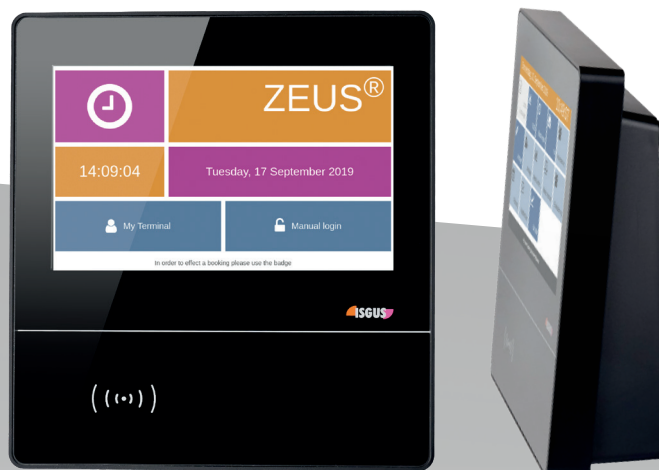 ZEUS®
14:09:04
Tuesday, 17 September 2019
My Terminal
Manual login
In order to effect a booking please use the badge
ISGUS